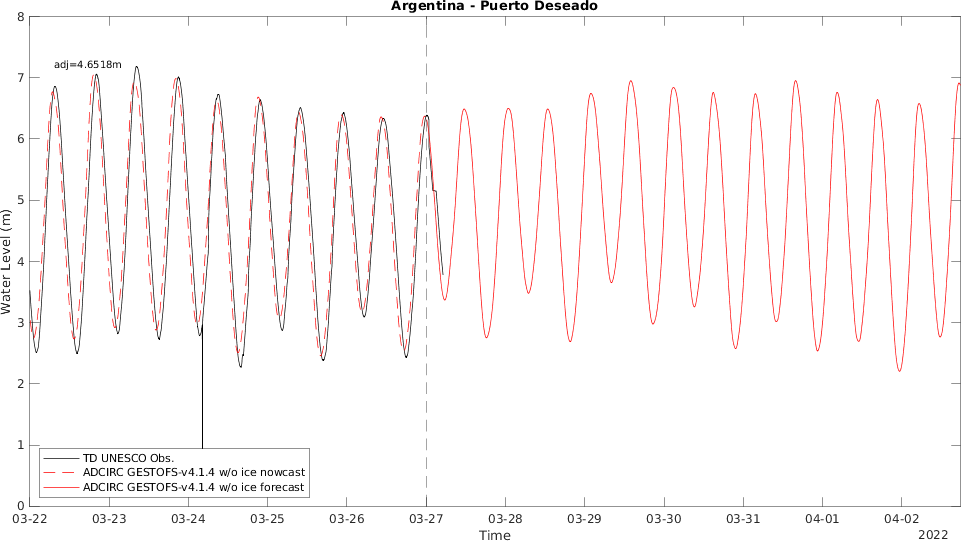 Argentina - Puerto Deseado
8
adj=4.6518m
7
6
5
4
3
2
1
0
Water Level (m)
TD UNESCO Obs.
ADCIRC GESTOFS-v4.1.4 w/o ice nowcast
ADCIRC GESTOFS-v4.1.4 w/o ice forecast
03-22 03-23 03-24 03-25 03-26 03-27 03-28 03-29 03-30 03-31 04-01 04-02
Time
2022